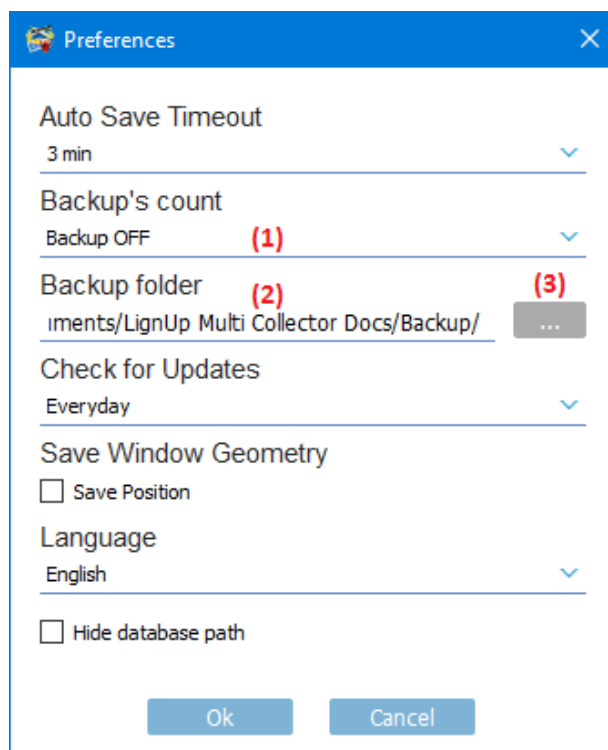 Preferences
Auto Save Timeout
3 min
Backup's count
Backup OFF (1)
Backup folder (2) (3)
ments/LignUp Multi Collector Docs/Backup/ ...
Check for Updates
Everyday
Save Window Geometry
Save Position
Language
English
Hide database path
Ok Cancel